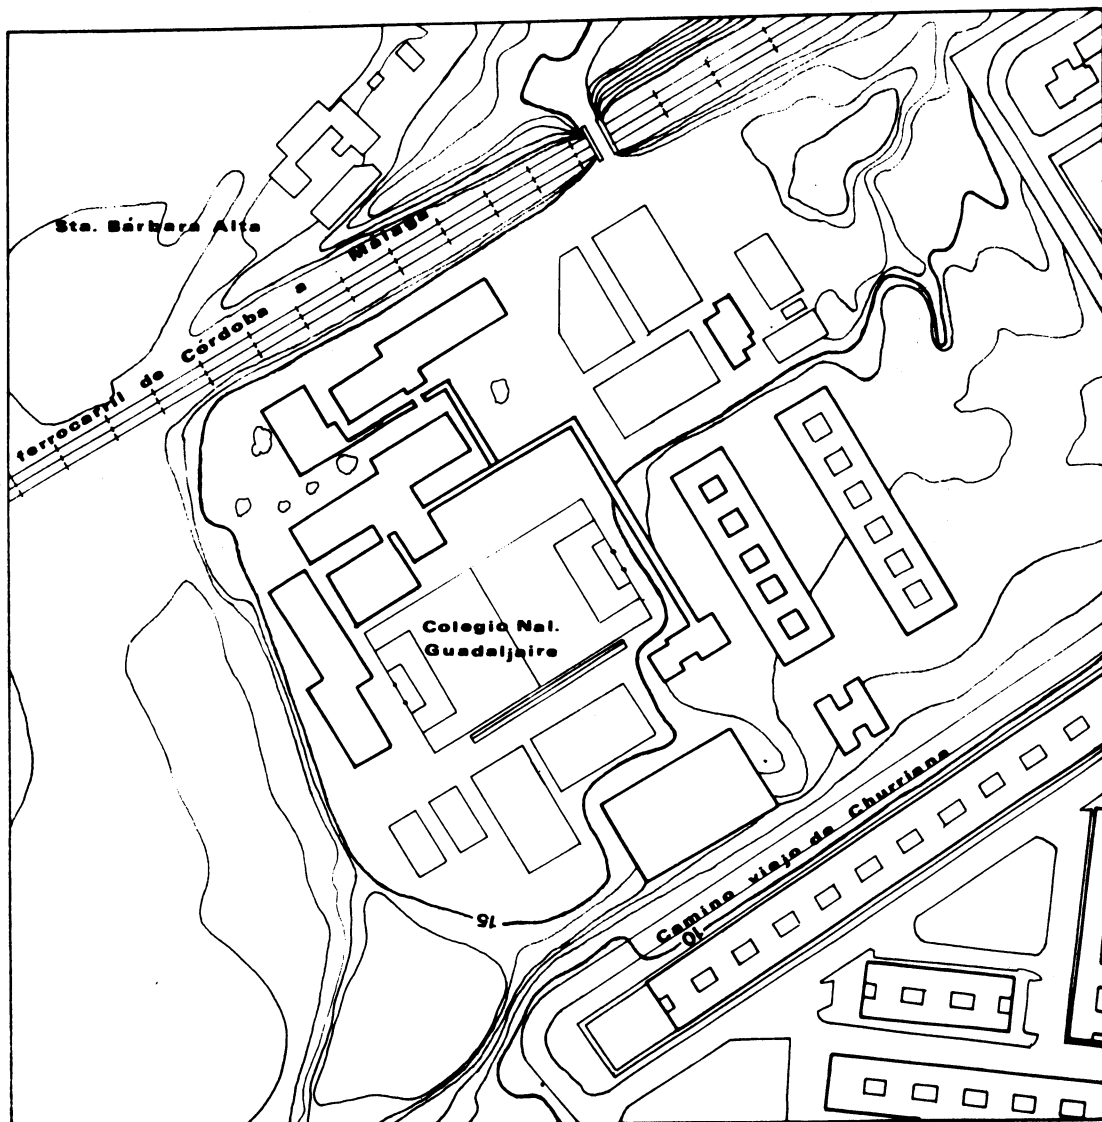 Sta. Bárbara Alta
ferrocarril de Córdoba a Málaga
Colegio Nal.
Guadaljaire
15
Camino viejo de Churriana
10